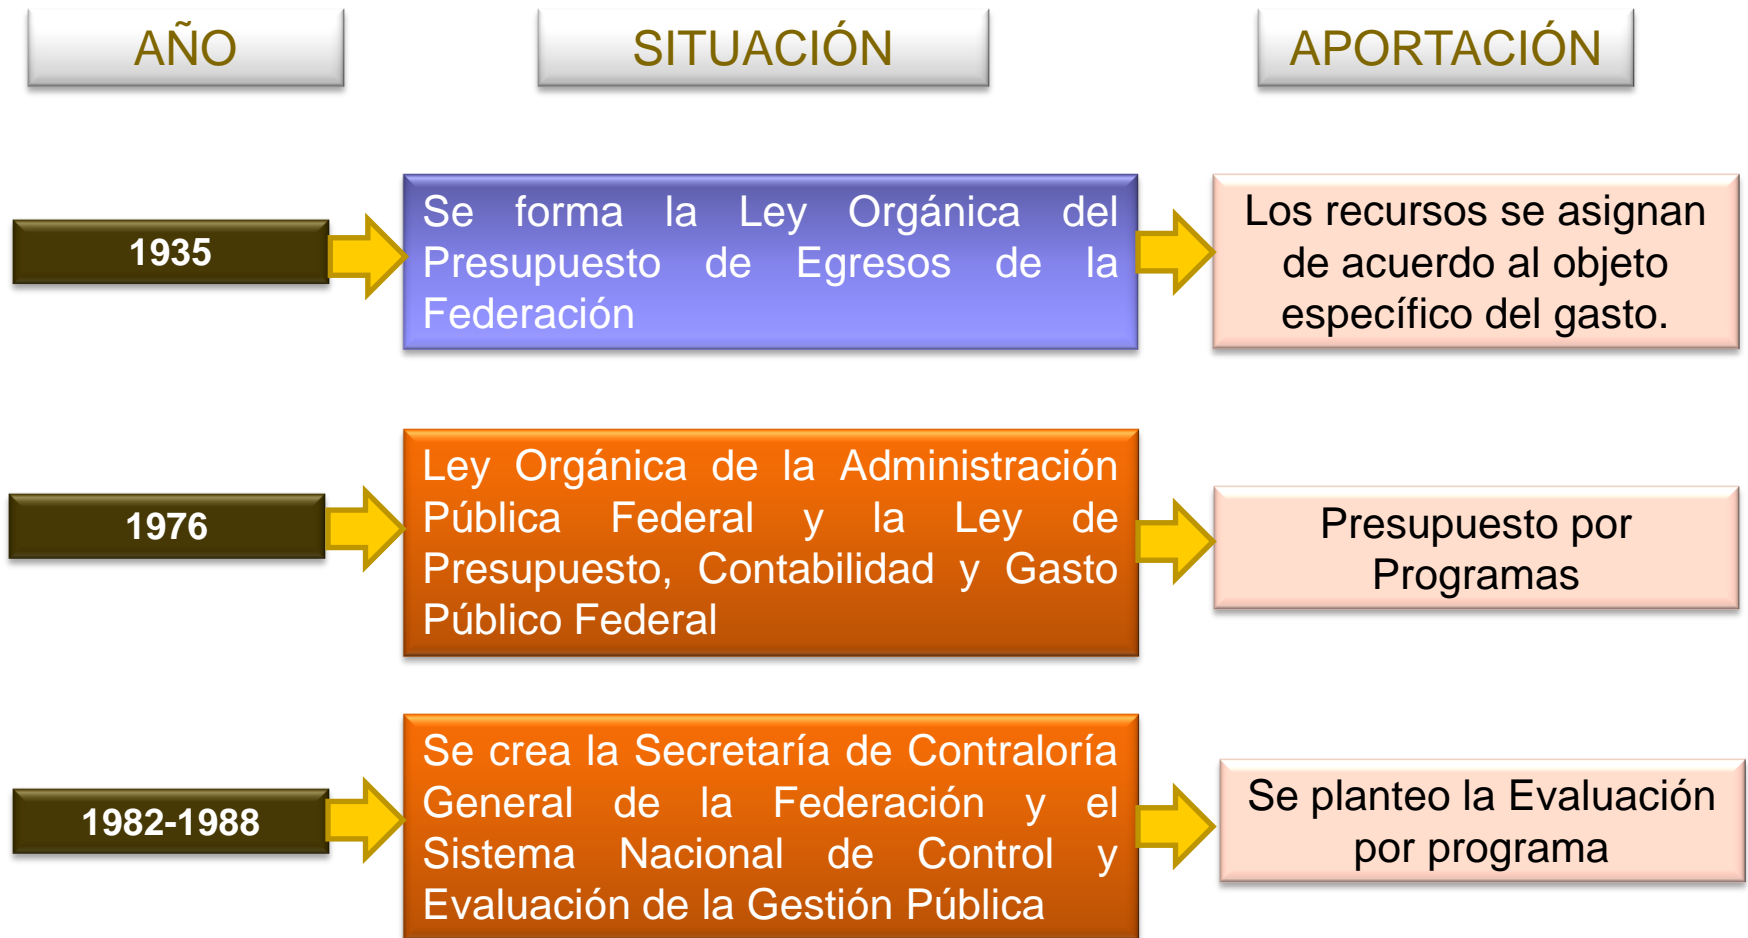 AÑO
SITUACIÓN
APORTACIÓN
1935
Se forma la Ley Orgánica del
Presupuesto de Egresos de la
Federación
Los recursos se asignan
de acuerdo al objeto
específico del gasto.
1976
Ley Orgánica de la Administración
Pública Federal y la Ley de
Presupuesto, Contabilidad y Gasto
Público Federal
Presupuesto por
Programas
1982-1988
Se crea la Secretaría de Contraloría
General de la Federación y el
Sistema Nacional de Control y
Evaluación de la Gestión Pública
Se planteo la Evaluación
por programa